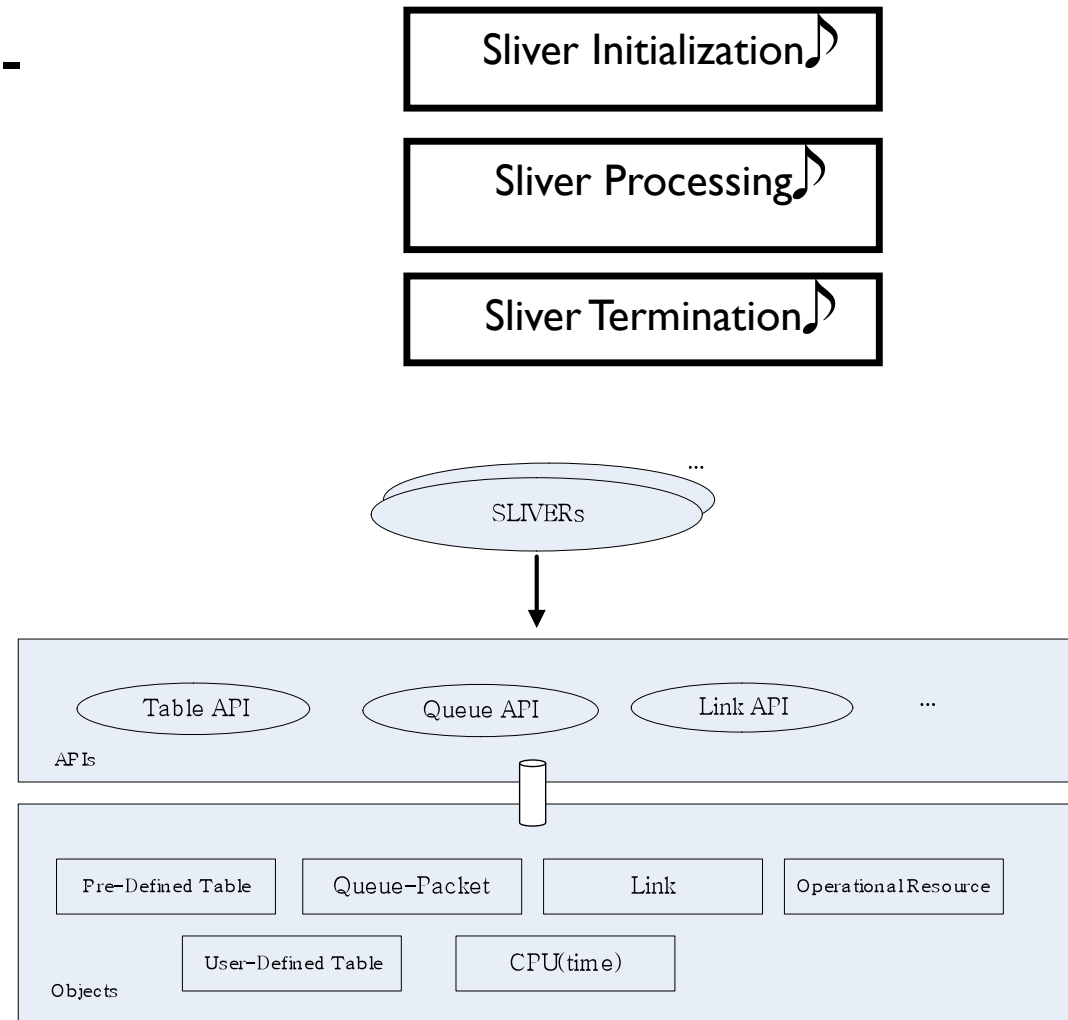 -
Sliver Initialization♪
Sliver Processing♪
Sliver Termination♪
...
SLIVERs
Table API
Queue API
Link API
...
APIs
Pre-Defined Table
Queue-Packet
Link
Operational Resource
User-Defined Table
CPU(time)
Objects